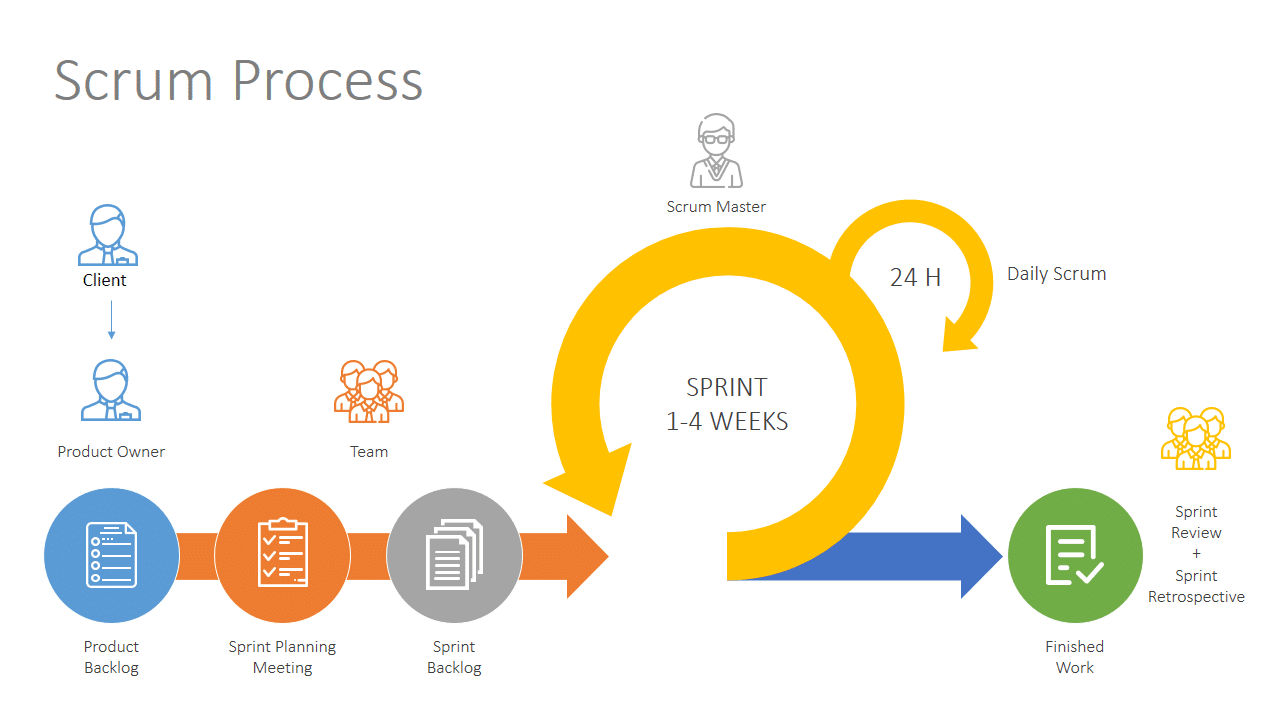 Scrum Process
Scrum Master
Client
24 H
Daily Scrum
SPRINT
1-4 WEEKS
Product Owner
Team
Sprint
Review
+
Sprint
Retrospective
Product
Backlog
Sprint Planning
Meeting
Sprint
Backlog
Finished
Work